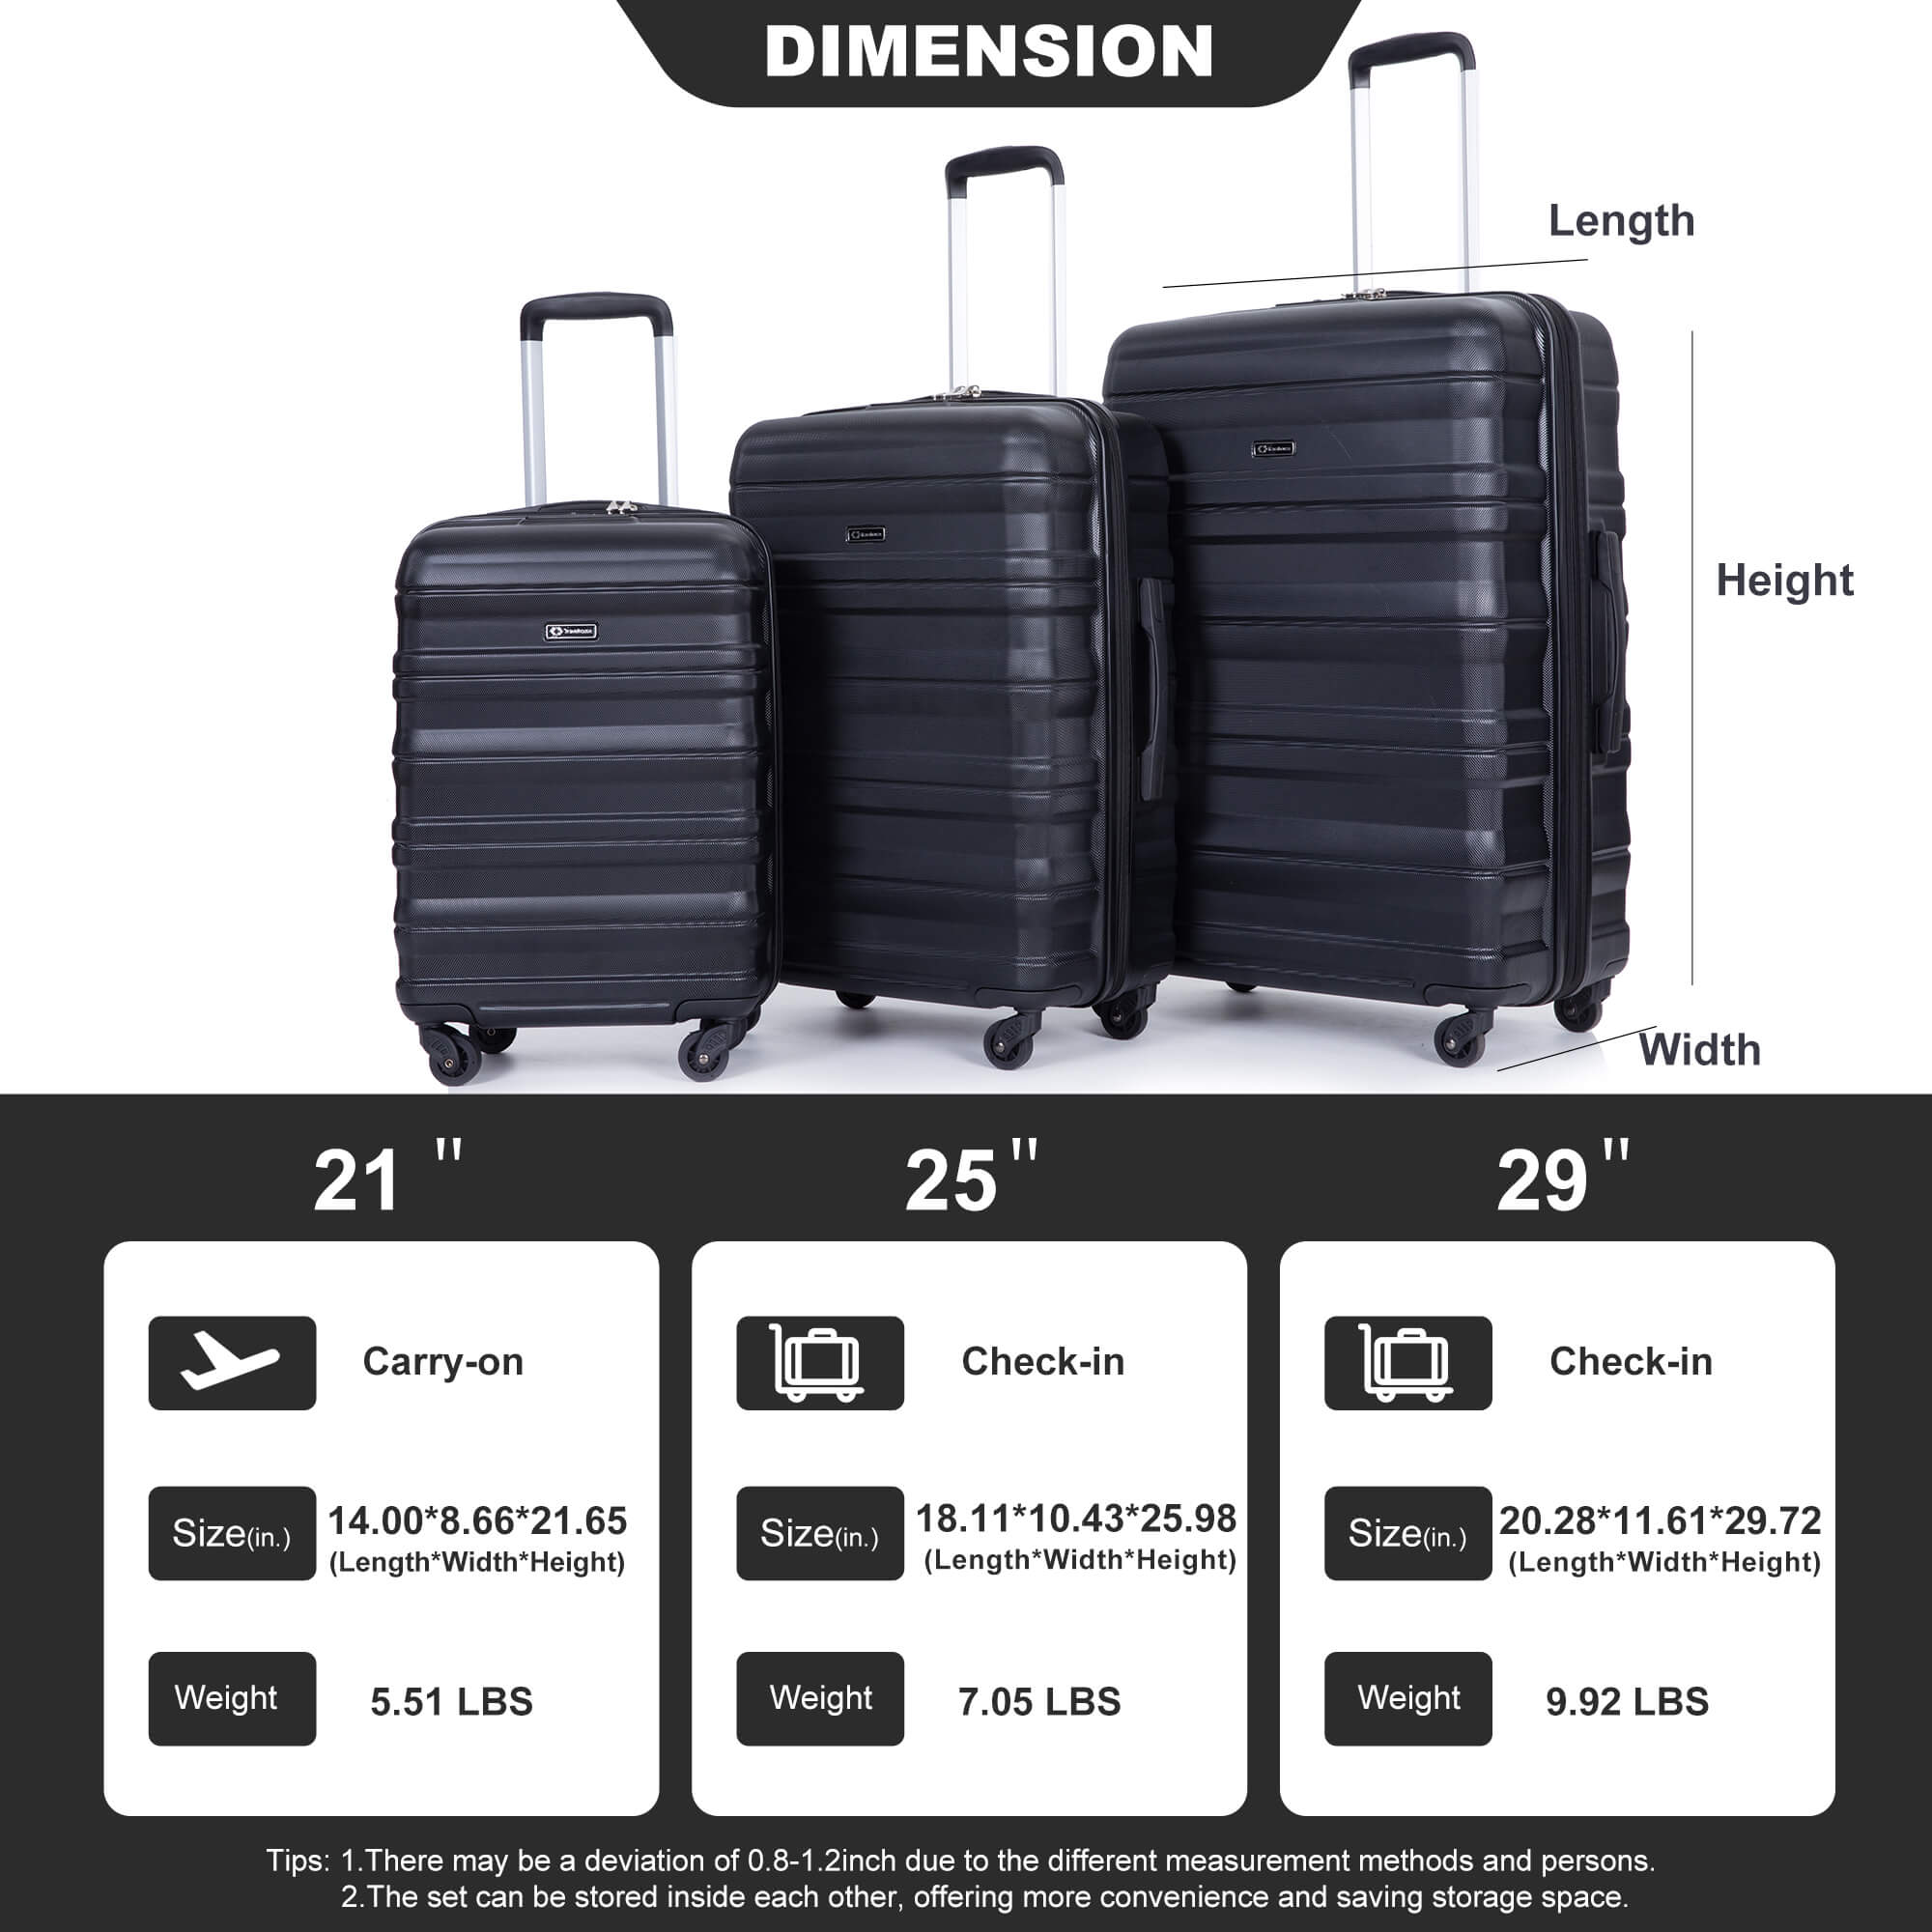 DIMENSION
Length
Height
Width
21 "
25"
29"
Carry-on
Size(in.)
14.00*8.66*21.65
(Length*Width*Height)
Weight
5.51 LBS
Check-in
Size(in.)
18.11*10.43*25.98
(Length*Width*Height)
Weight
7.05 LBS
Check-in
Size(in.)
20.28*11.61*29.72
(Length*Width*Height)
Weight
9.92 LBS
Tips: 1.There may be a deviation of 0.8-1.2inch due to the different measurement methods and persons.
2.The set can be stored inside each other, offering more convenience and saving storage space.